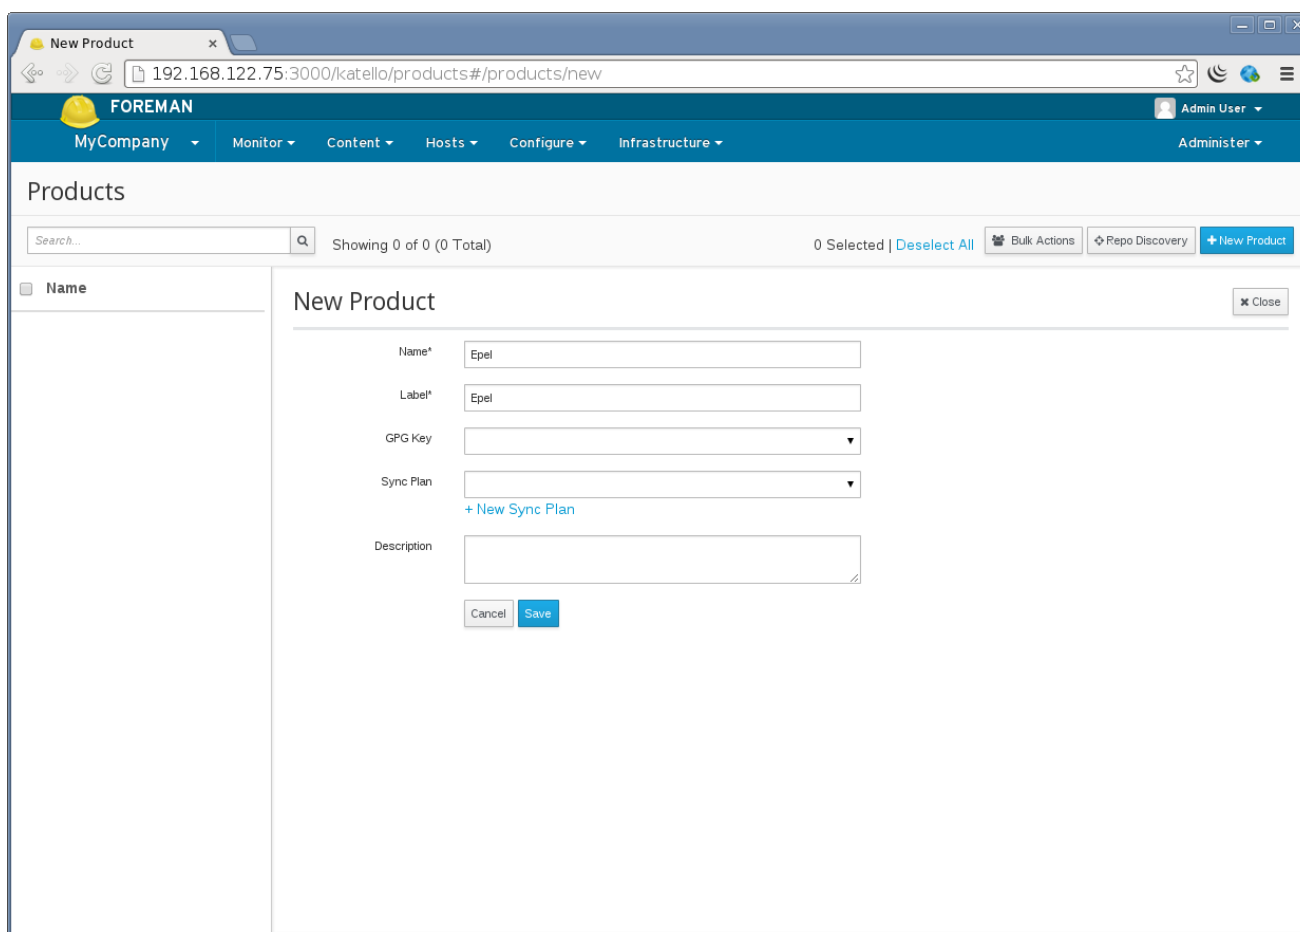 New Product ×
192.168.122.75:3000/katello/products#/products/new
FOREMAN
Admin User
MyCompany Monitor Content Hosts Configure Infrastructure Administer
Products
Search...
Showing 0 of 0 (0 Total)
0 Selected | Deselect All
Bulk Actions
Repo Discovery
+ New Product
Name
New Product
× Close
Name*
Epel
Label*
Epel
GPG Key
Sync Plan
+ New Sync Plan
Description
Cancel
Save